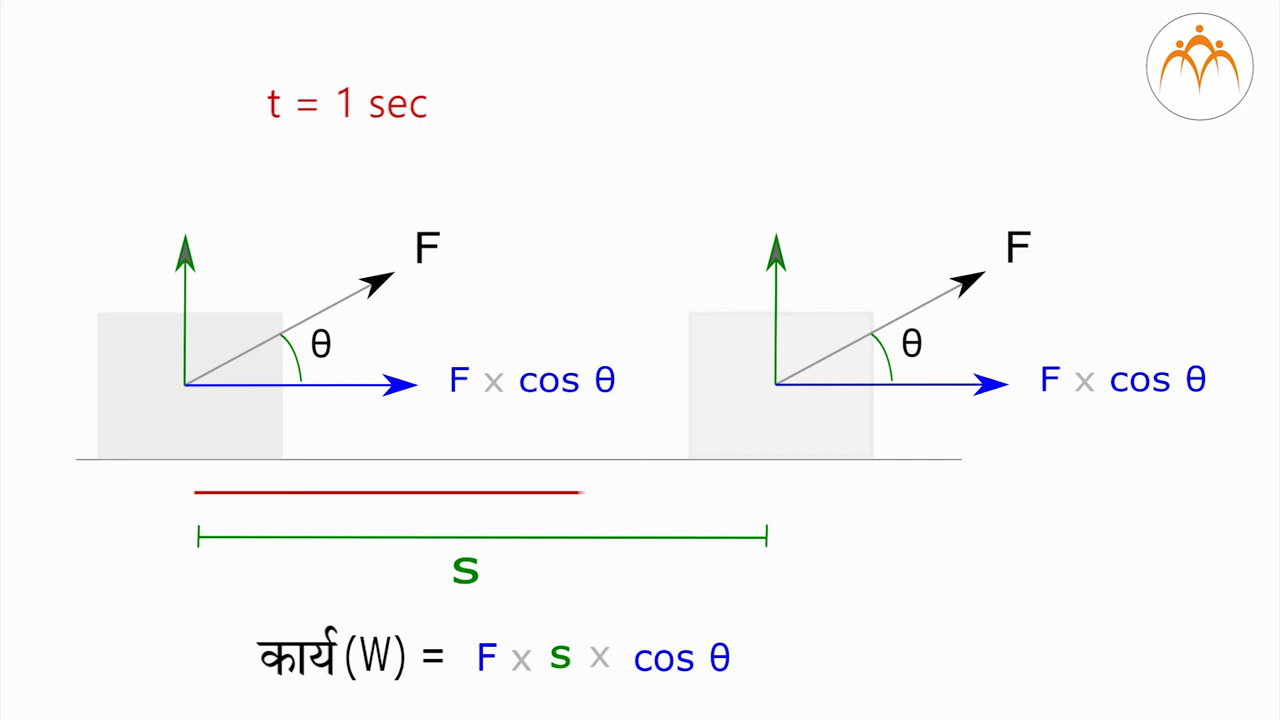 t = 1 sec
F
F
θ
θ
F x cos θ
F x cos θ
s
कार्य (W) = F x s x cos θ